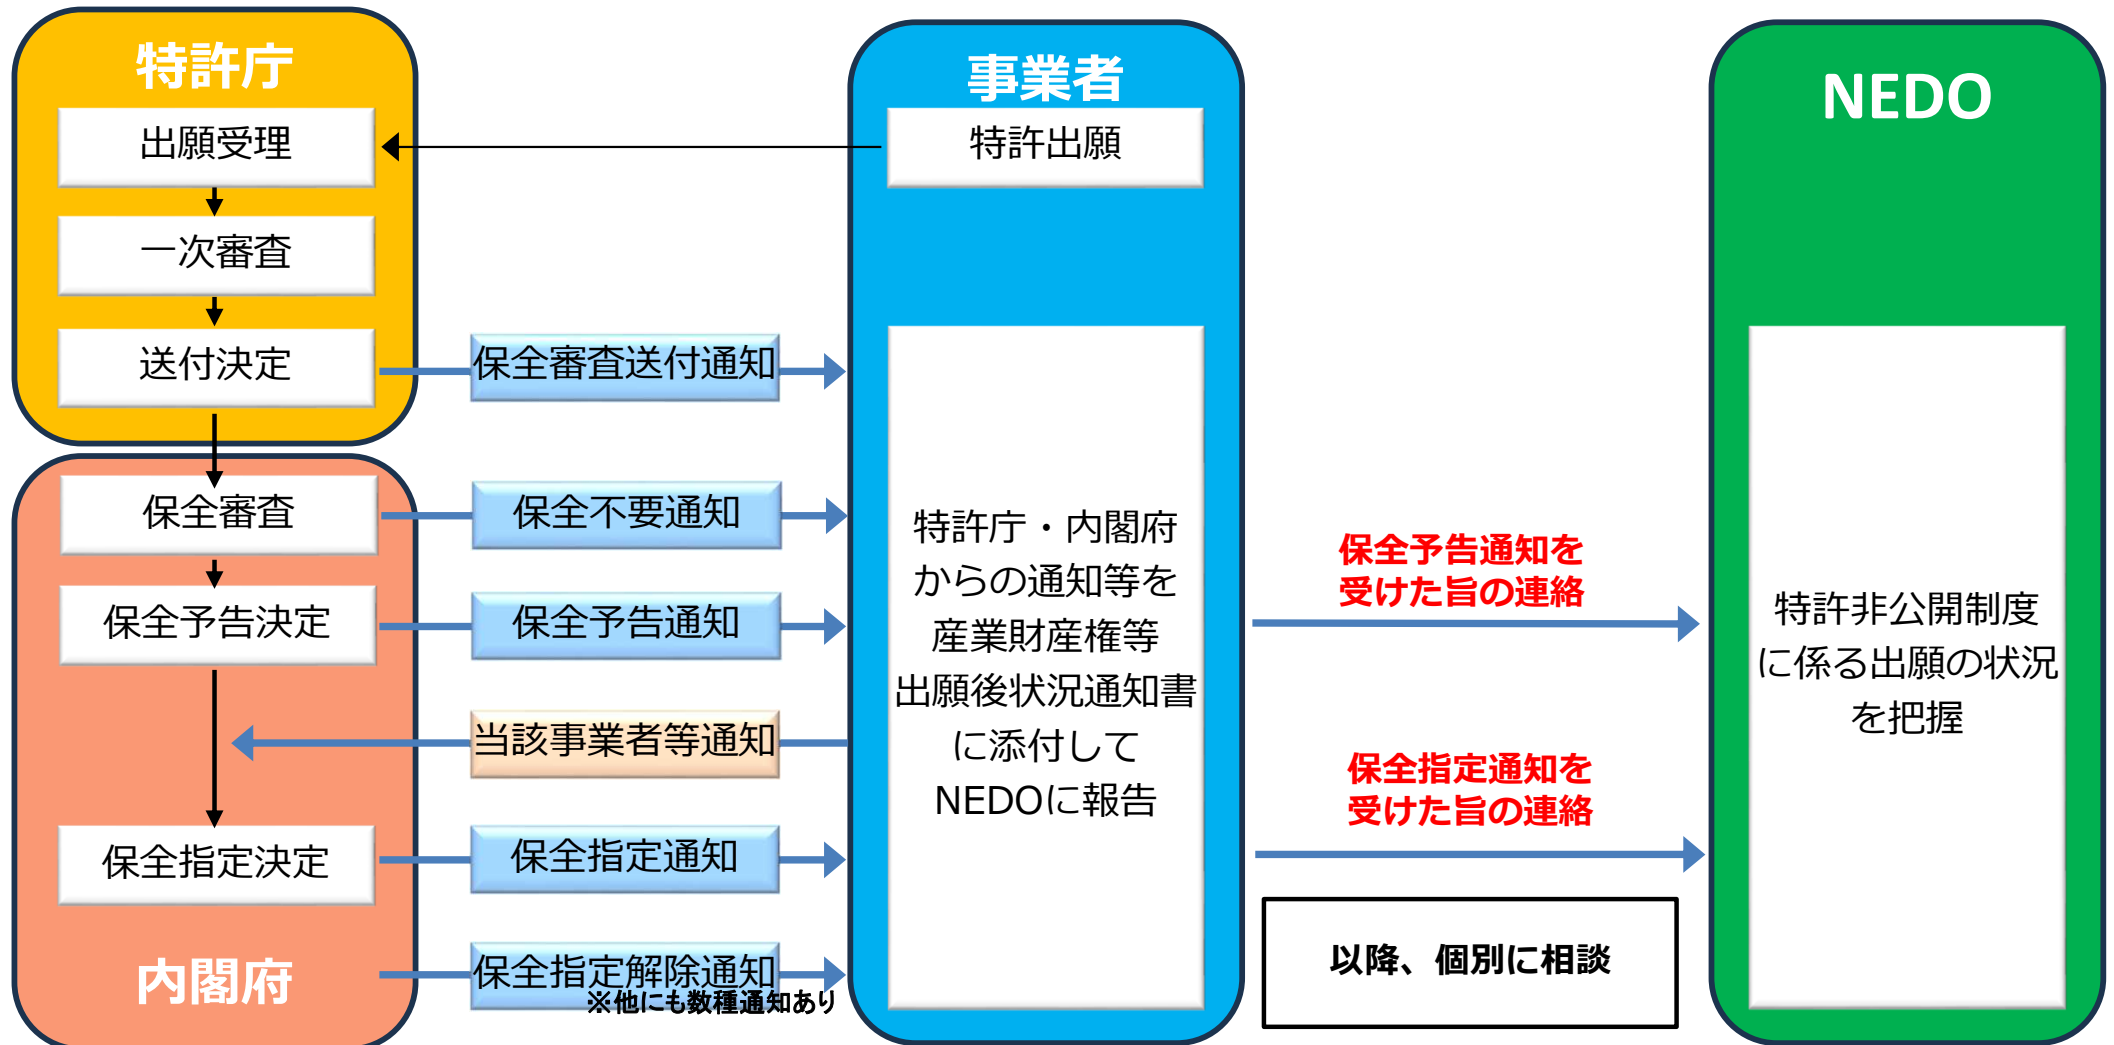 特許庁
出願受理
一次審査
送付決定
保全審査
保全予告決定
保全指定決定
内閣府
保全審査送付通知
保全不要通知
保全予告通知
当該事業者等通知
保全指定通知
保全指定解除通知
※他にも数種通知あり
事業者
特許出願
特許庁・内閣府
からの通知等を
産業財産権等
出願後状況通知書
に添付して
NEDOに報告
保全予告通知を
受けた旨の連絡
保全指定通知を
受けた旨の連絡
以降、個別に相談
NEDO
特許非公開制度
に係る出願の状況
を把握